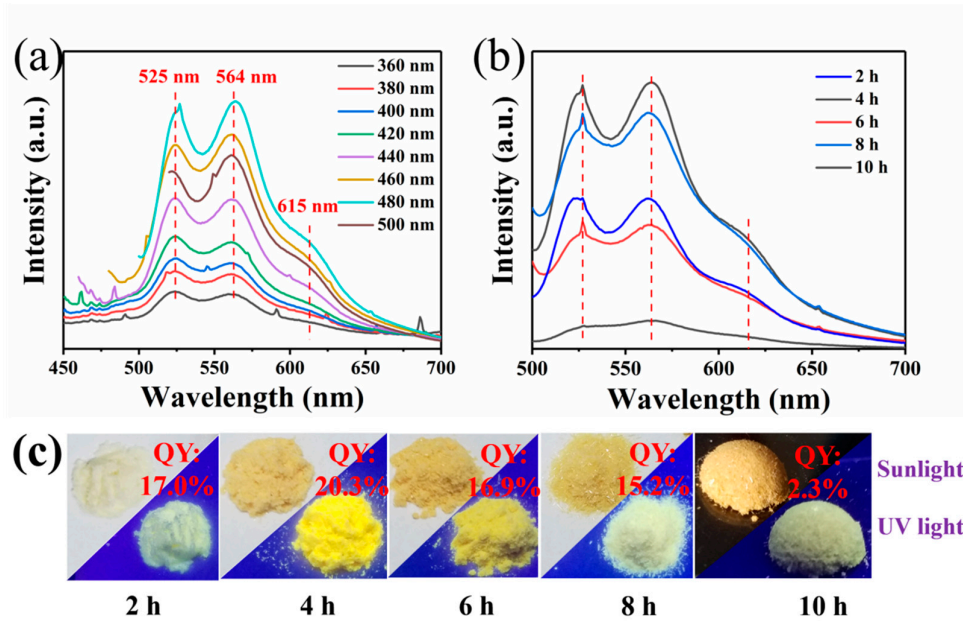 (a)
525 nm
564 nm
615 nm
360 nm
380 nm
400 nm
420 nm
440 nm
460 nm
480 nm
500 nm
Intensity (a.u.)
450 500 550 600 650 700
Wavelength (nm)
(b)
2 h
4 h
6 h
8 h
10 h
Intensity (a.u.)
500 550 600 650 700
Wavelength (nm)
(c)
QY:
17.0%
QY:
20.3%
QY:
16.9%
QY:
15.2%
QY:
2.3%
Sunlight
UV light
2 h
4 h
6 h
8 h
10 h